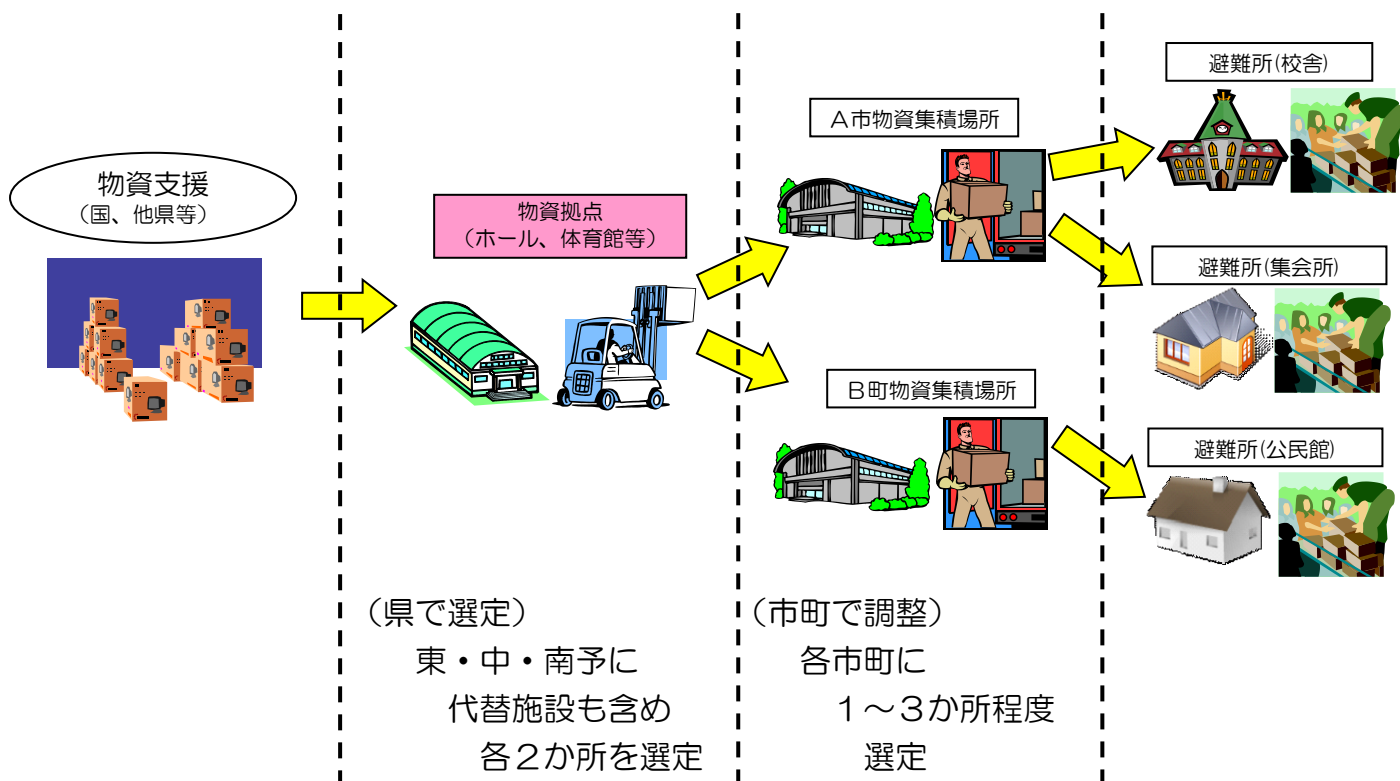 物資支援
（国、他県等）
物資拠点
（ホール、体育館等）
Ａ市物資集積場所
Ｂ町物資集積場所
避難所(校舎)
避難所(集会所)
避難所(公民館)
（県で選定）
東・中・南予に
代替施設も含め
各２か所を選定
（市町で調整）
各市町に
１～３か所程度
選定